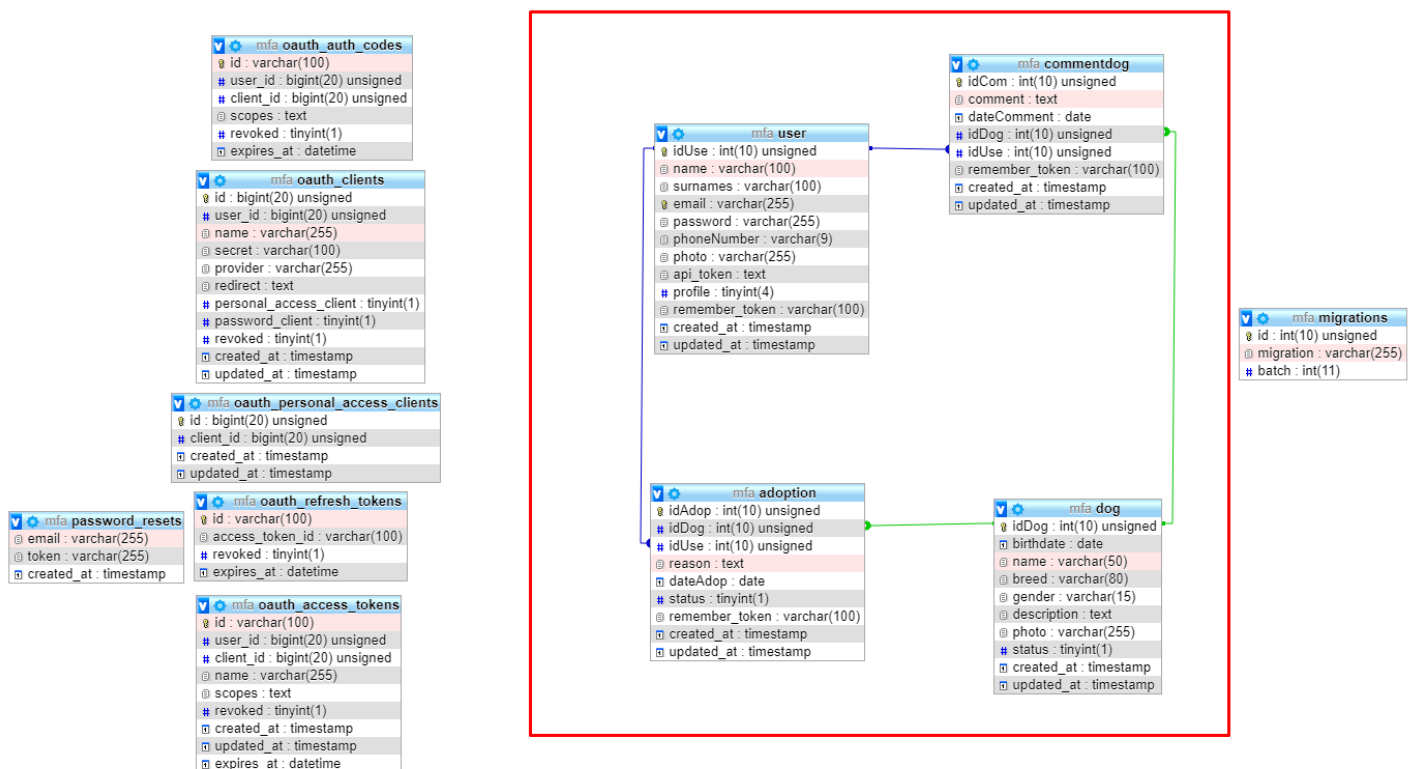 mfa oauth_auth_codes
id : varchar(100)
user_id : bigint(20) unsigned
client_id : bigint(20) unsigned
scopes : text
revoked : tinyint(1)
expires_at : datetime
mfa oauth_clients
id : bigint(20) unsigned
user_id : bigint(20) unsigned
name : varchar(255)
secret : varchar(100)
provider : varchar(255)
redirect : text
personal_access_client : tinyint(1)
password_client : tinyint(1)
revoked : tinyint(1)
created_at : timestamp
updated_at : timestamp
mfa oauth_personal_access_clients
id : bigint(20) unsigned
client_id : bigint(20) unsigned
created_at : timestamp
updated_at : timestamp
mfa password_resets
email : varchar(255)
token : varchar(255)
created_at : timestamp
mfa oauth_refresh_tokens
id : varchar(100)
access_token_id : varchar(100)
revoked : tinyint(1)
expires_at : datetime
mfa oauth_access_tokens
id : varchar(100)
user_id : bigint(20) unsigned
client_id : bigint(20) unsigned
name : varchar(255)
scopes : text
revoked : tinyint(1)
created_at : timestamp
updated_at : timestamp
expires_at : datetime
mfa user
idUse : int(10) unsigned
name : varchar(100)
surnames : varchar(100)
email : varchar(255)
password : varchar(255)
phoneNumber : varchar(9)
photo : varchar(255)
api_token : text
profile : tinyint(4)
remember_token : varchar(100)
created_at : timestamp
updated_at : timestamp
mfa commentdog
idCom : int(10) unsigned
comment : text
dateComment : date
idDog : int(10) unsigned
idUse : int(10) unsigned
remember_token : varchar(100)
created_at : timestamp
updated_at : timestamp
mfa adoption
idAdop : int(10) unsigned
idDog : int(10) unsigned
idUse : int(10) unsigned
reason : text
dateAdop : date
status : tinyint(1)
remember_token : varchar(100)
created_at : timestamp
updated_at : timestamp
mfa dog
idDog : int(10) unsigned
birthdate : date
name : varchar(50)
breed : varchar(80)
gender : varchar(15)
description : text
photo : varchar(255)
status : tinyint(1)
created_at : timestamp
updated_at : timestamp
mfa migrations
id : int(10) unsigned
migration : varchar(255)
batch : int(11)